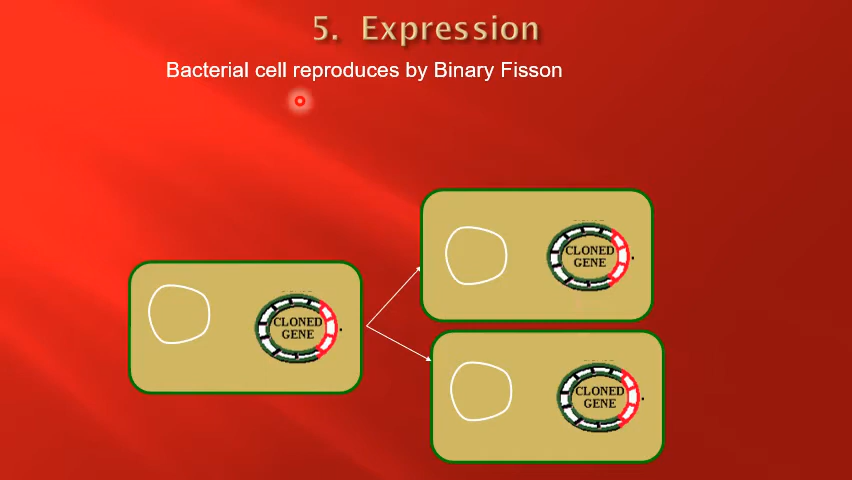 5. Expression
Bacterial cell reproduces by Binary Fisson
CLONED
GENE
CLONED
GENE
CLONED
GENE